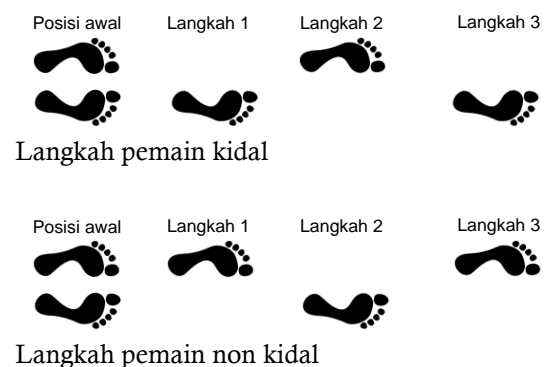 Posisi awal Langkah 1 Langkah 2 Langkah 3
Langkah pemain kidal
Posisi awal Langkah 1 Langkah 2 Langkah 3
Langkah pemain non kidal